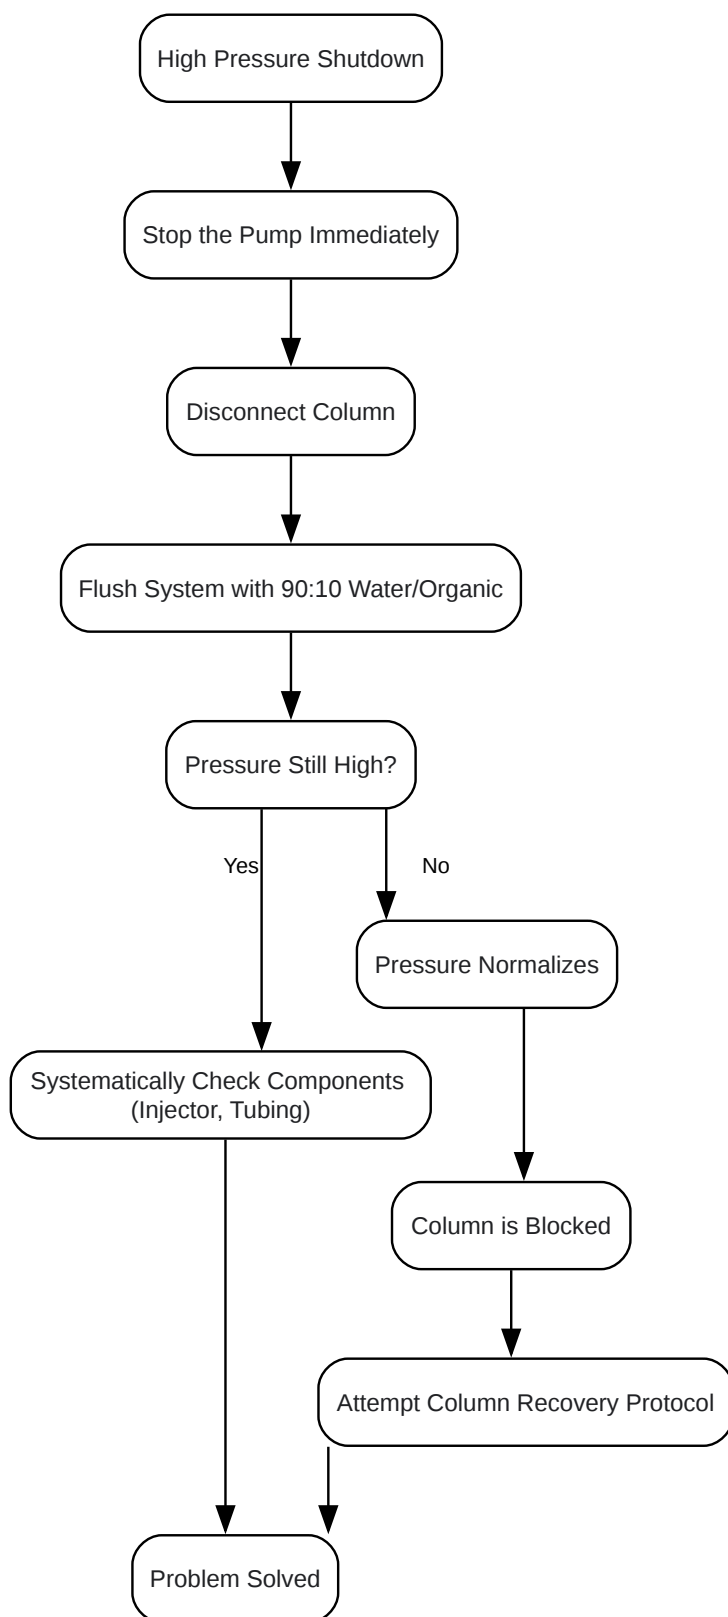 High Pressure Shutdown
Stop the Pump Immediately
Disconnect Column
Flush System with 90:10 Water/Organic
Pressure Still High?
Yes
No
Pressure Normalizes
Systematically Check Components
(Injector, Tubing)
Column is Blocked
Attempt Column Recovery Protocol
Problem Solved